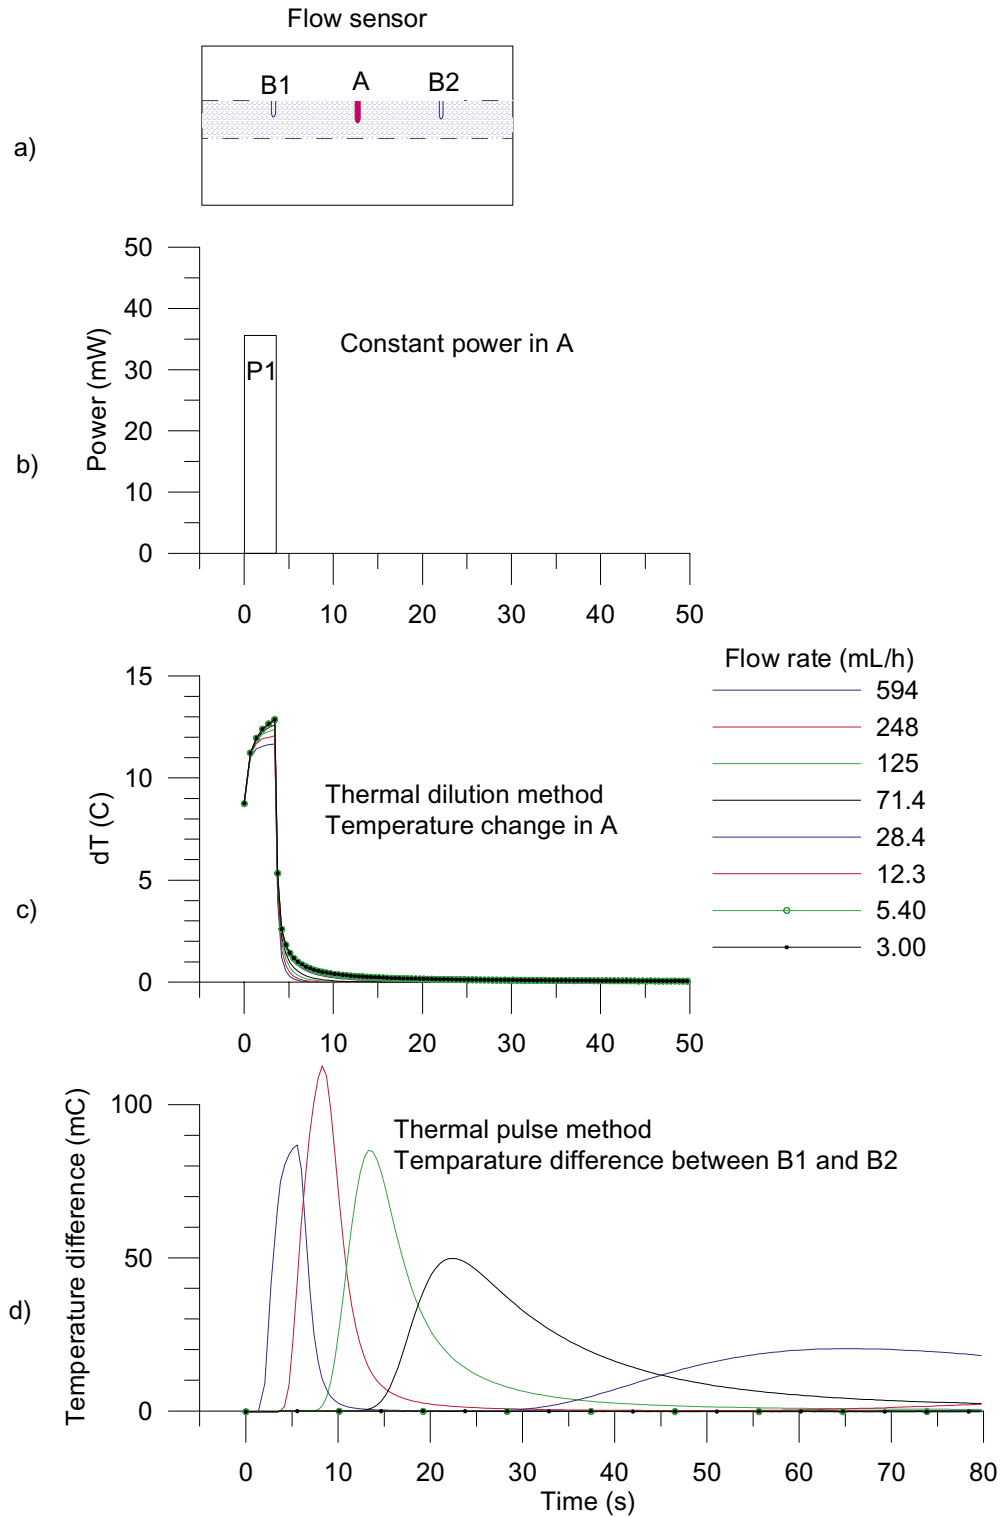 Flow sensor
B1
A
B2
a)
50
40
30
20
10
0
Power (mW)
P1
Constant power in A
b)
0
10
20
30
40
50
15
10
5
0
dT (C)
Thermal dilution method
Temperature change in A
c)
0
10
20
30
40
50
Flow rate (mL/h)
594
248
125
71.4
28.4
12.3
5.40
3.00
100
50
0
Temperature difference (mC)
Thermal pulse method
Temparature difference between B1 and B2
d)
0
10
20
30
40
50
60
70
80
Time (s)